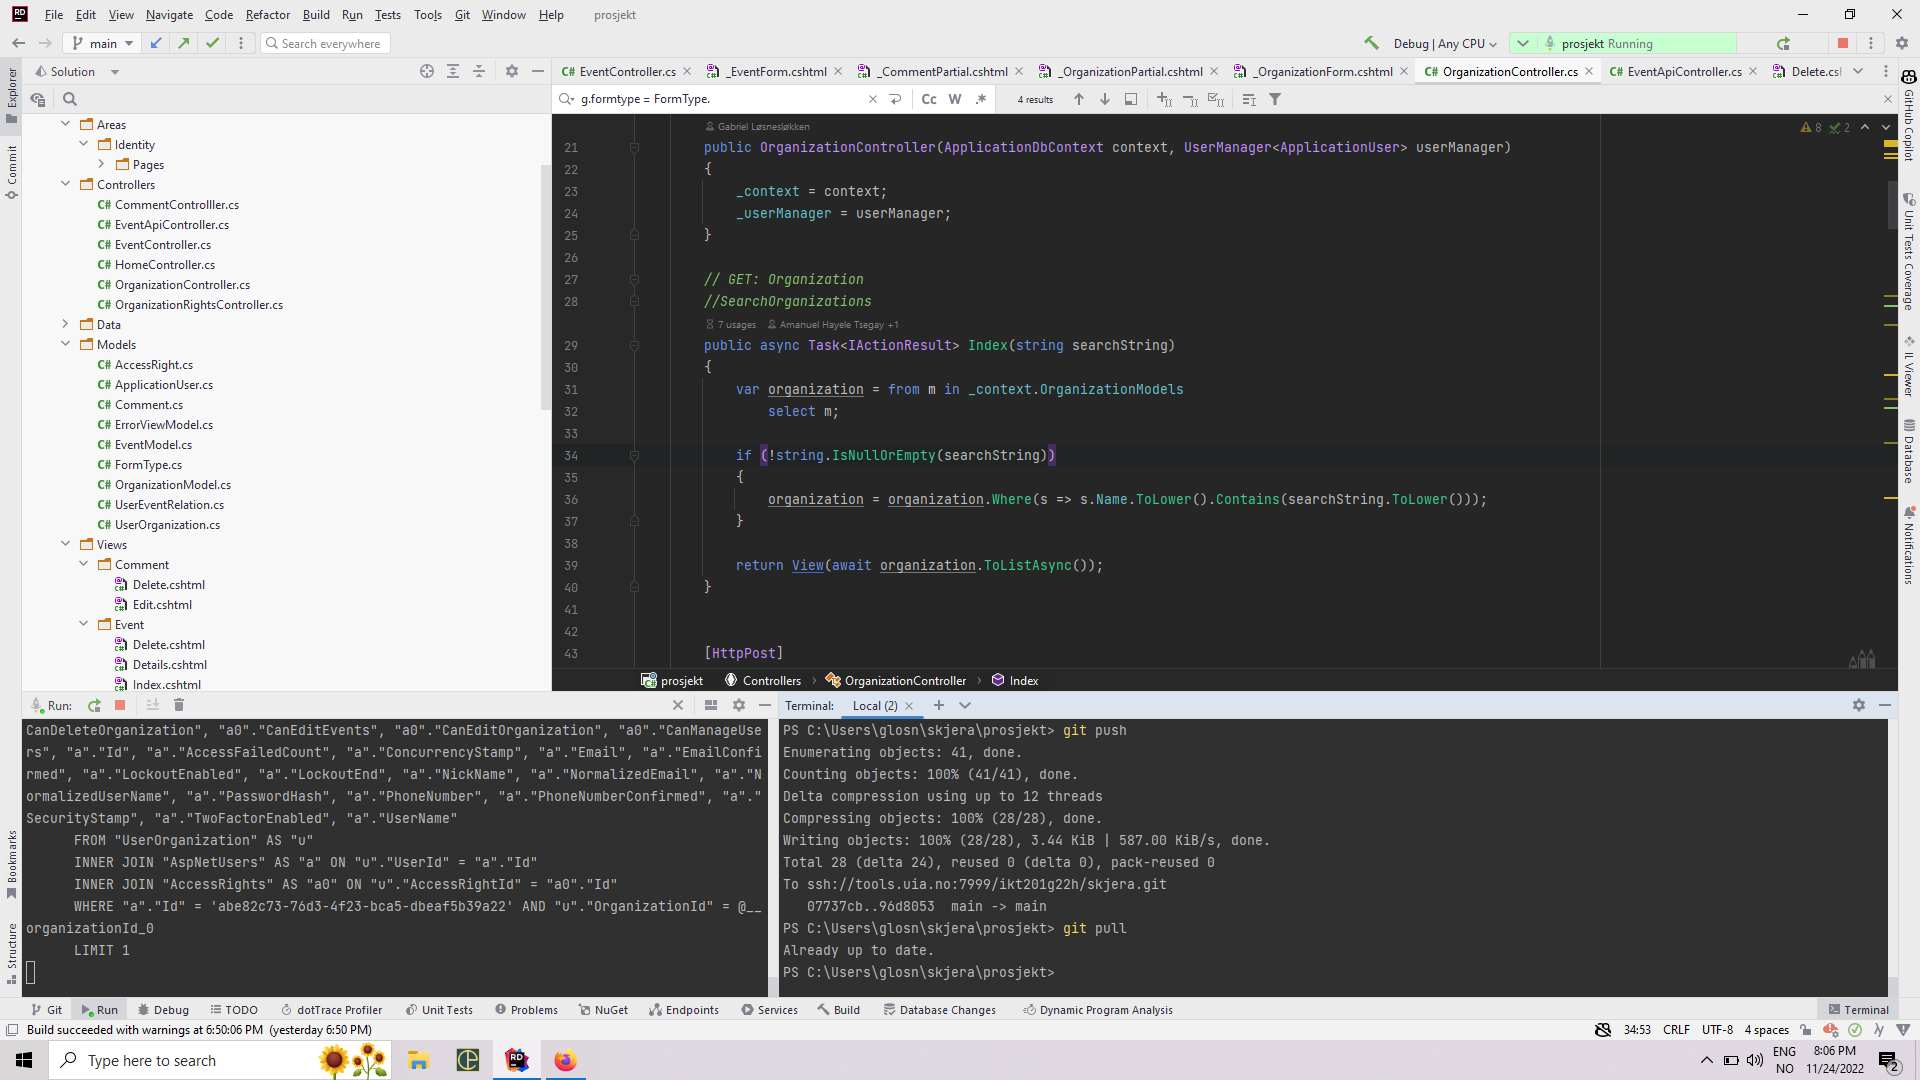 File Edit View Navigate Code Refactor Build Run Tests Tools Git Window Help prosjekt
main Search everywhere Debug | Any CPU prosjekt Running
Explorer
Commit
Bookmarks
Structure
Solution
Areas
Identity
Pages
Controllers
C# CommentControlller.cs
C# EventApiController.cs
C# EventController.cs
C# HomeController.cs
C# OrganizationController.cs
C# OrganizationRightsController.cs
Data
Models
C# AccessRight.cs
C# ApplicationUser.cs
C# Comment.cs
C# ErrorViewModel.cs
C# EventModel.cs
C# FormType.cs
C# OrganizationModel.cs
C# UserEventRelation.cs
C# UserOrganization.cs
Views
Comment
Delete.cshtml
Edit.cshtml
Event
Delete.cshtml
Details.cshtml
Index.cshtml
C# EventController.cs _EventForm.cshtml _CommentPartial.cshtml _OrganizationPartial.cshtml _OrganizationForm.cshtml C# OrganizationController.cs C# EventApiController.cs Delete.csl
g.formtype = FormType. Cc W .* 4 results
Gabriel Løsnesløkken 8 2
21 public OrganizationController(ApplicationDbContext context, UserManager<ApplicationUser> userManager)
22 {
23 _context = context;
24 _userManager = userManager;
25 }
26
27 // GET: Organization
28 //SearchOrganizations
7 usages Amanuel Hayele Tsegay +1
29 public async Task<IActionResult> Index(string searchString)
30 {
31 var organization = from m in _context.OrganizationModels
32 select m;
33
34 if (!string.IsNullOrEmpty(searchString))
35 {
36 organization = organization.Where(s => s.Name.ToLower().Contains(searchString.ToLower()));
37 }
38
39 return View(await organization.ToListAsync());
40 }
41
42
43 [HttpPost]
prosjekt Controllers OrganizationController Index
GitHub Copilot
Unit Tests Coverage
IL Viewer
Database
Notifications
Run:
CanDeleteOrganization", "a0"."CanEditEvents", "a0"."CanEditOrganization", "a0"."CanManageUse
rs", "a"."Id", "a"."AccessFailedCount", "a"."ConcurrencyStamp", "a"."Email", "a"."EmailConfi
rmed", "a"."LockoutEnabled", "a"."LockoutEnd", "a"."NickName", "a"."NormalizedEmail", "a"."N
ormalizedUserName", "a"."PasswordHash", "a"."PhoneNumber", "a"."PhoneNumberConfirmed", "a"."
SecurityStamp", "a"."TwoFactorEnabled", "a"."UserName"
FROM "UserOrganization" AS "u"
INNER JOIN "AspNetUsers" AS "a" ON "u"."UserId" = "a"."Id"
INNER JOIN "AccessRights" AS "a0" ON "u"."AccessRightId" = "a0"."Id"
WHERE "a"."Id" = 'abe82c73-76d3-4f23-bca5-dbeaf5b39a22' AND "u"."OrganizationId" = @__
organizationId_0
LIMIT 1
Terminal: Local (2)
PS C:\Users\glosn\skjera\prosjekt> git push
Enumerating objects: 41, done.
Counting objects: 100% (41/41), done.
Delta compression using up to 12 threads
Compressing objects: 100% (28/28), done.
Writing objects: 100% (28/28), 3.44 KiB | 587.00 KiB/s, done.
Total 28 (delta 24), reused 0 (delta 0), pack-reused 0
To ssh://tools.uia.no:7999/ikt201g22h/skjera.git
07737cb..96d8053 main -> main
PS C:\Users\glosn\skjera\prosjekt> git pull
Already up to date.
PS C:\Users\glosn\skjera\prosjekt>
Git Run Debug TODO dotTrace Profiler Unit Tests Problems NuGet Endpoints Services Build Database Changes Dynamic Program Analysis Terminal
Build succeeded with warnings at 6:50:06 PM (yesterday 6:50 PM) 34:53 CRLF UTF-8 4 spaces
Type here to search ENG NO 8:06 PM 11/24/2022 2